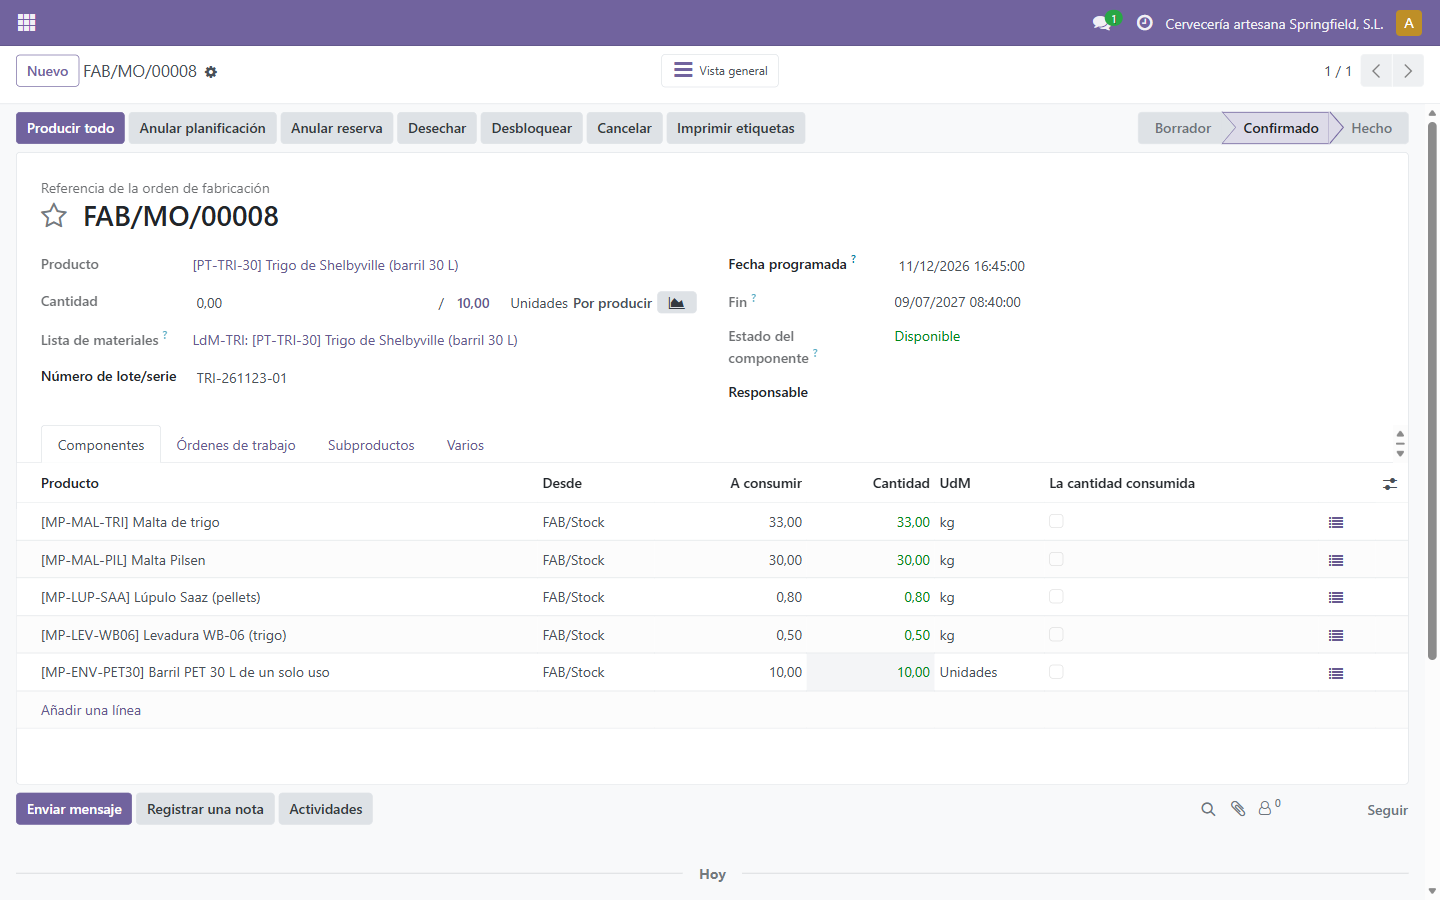 1
Cervecería artesana Springfield, S.L.
A
Nuevo
FAB/MO/00008
Vista general
1 / 1
Producir todo
Anular planificación
Anular reserva
Desechar
Desbloquear
Cancelar
Imprimir etiquetas
Borrador
Confirmado
Hecho
Referencia de la orden de fabricación
FAB/MO/00008
Producto
[PT-TRI-30] Trigo de Shelbyville (barril 30 L)
Cantidad
0,00 / 10,00 Unidades Por producir
Lista de materiales ?
LdM-TRI: [PT-TRI-30] Trigo de Shelbyville (barril 30 L)
Número de lote/serie
TRI-261123-01
Fecha programada ?
11/12/2026 16:45:00
Fin ?
09/07/2027 08:40:00
Estado del
componente ?
Disponible
Responsable
Componentes
Órdenes de trabajo
Subproductos
Varios
Producto Desde A consumir Cantidad UdM La cantidad consumida
[MP-MAL-TRI] Malta de trigo FAB/Stock 33,00 33,00 kg
[MP-MAL-PIL] Malta Pilsen FAB/Stock 30,00 30,00 kg
[MP-LUP-SAA] Lúpulo Saaz (pellets) FAB/Stock 0,80 0,80 kg
[MP-LEV-WB06] Levadura WB-06 (trigo) FAB/Stock 0,50 0,50 kg
[MP-ENV-PET30] Barril PET 30 L de un solo uso FAB/Stock 10,00 10,00 Unidades
Añadir una línea
Enviar mensaje
Registrar una nota
Actividades
0
Seguir
Hoy